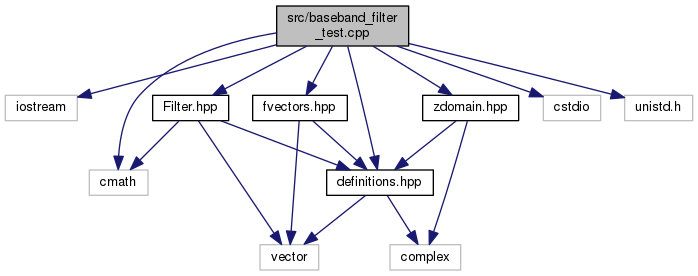 src/baseband_filter
_test.cpp
iostream
Filter.hpp
fvectors.hpp
zdomain.hpp
cstdio
unistd.h
cmath
definitions.hpp
vector
complex